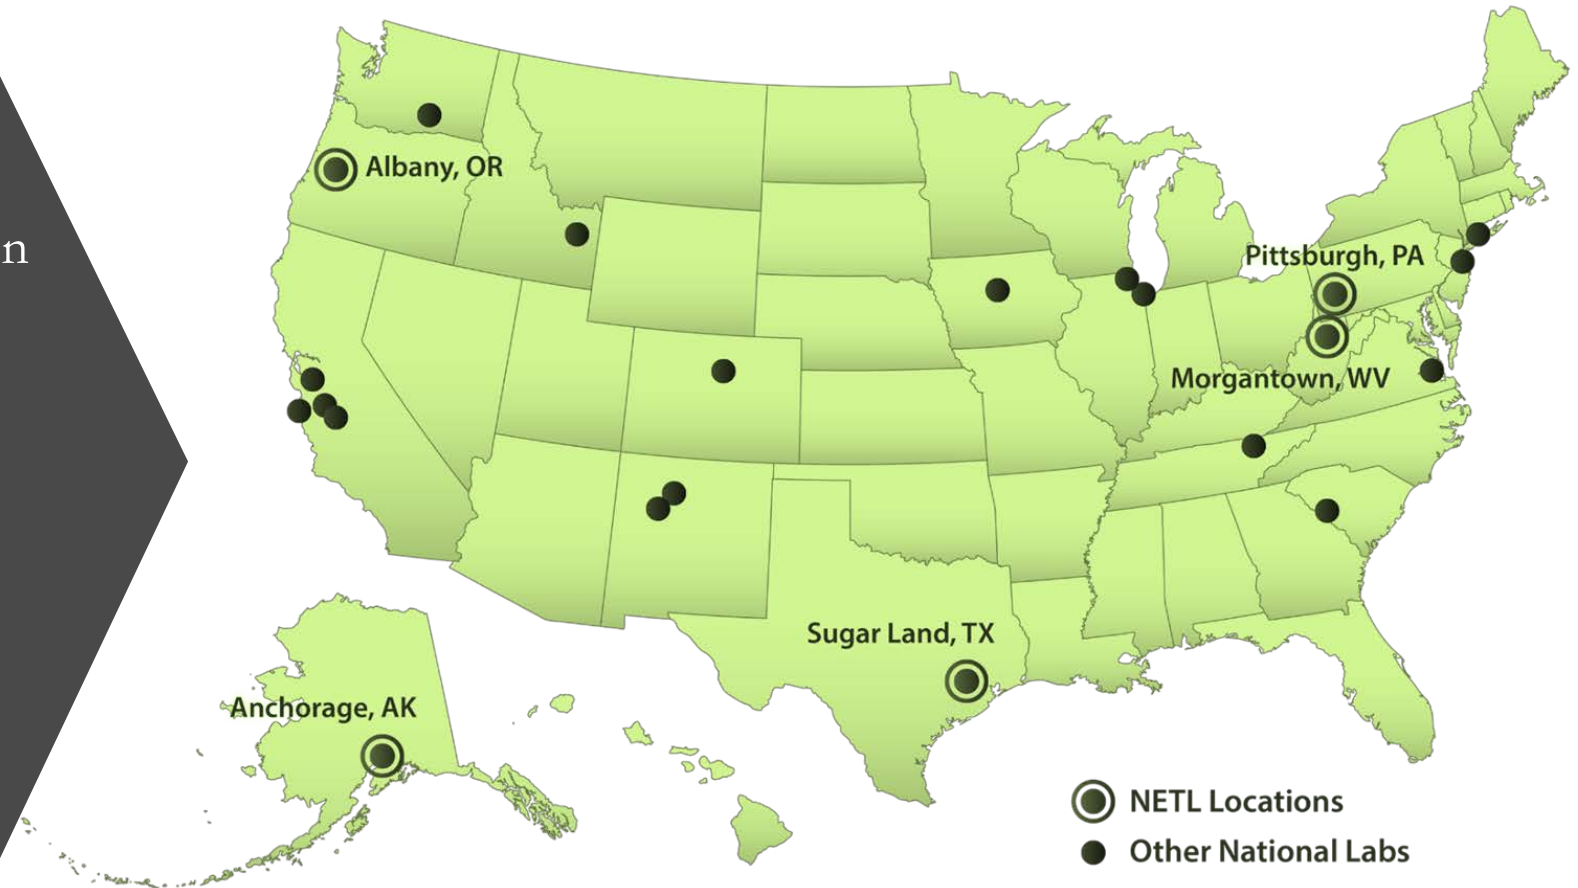 n
Albany, OR
Pittsburgh, PA
Morgantown, WV
Sugar Land, TX
Anchorage, AK
NETL Locations
Other National Labs